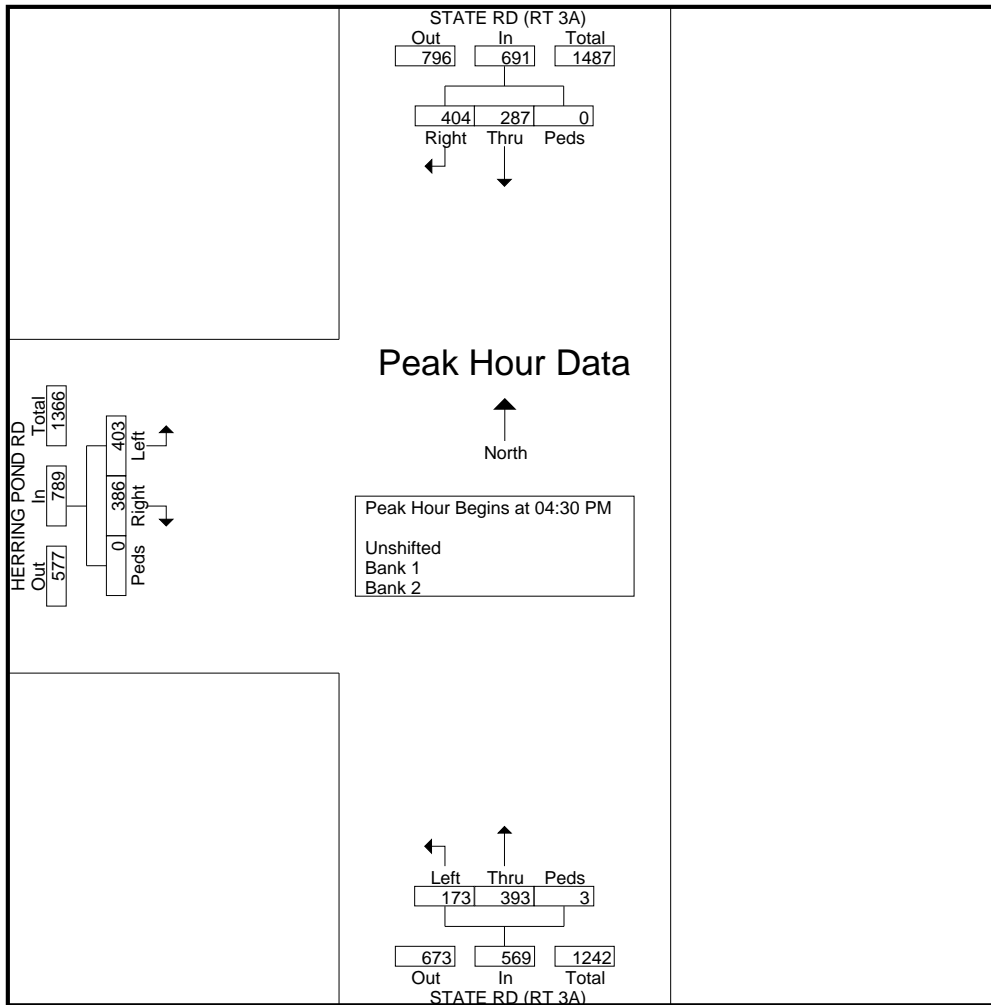 STATE RD (RT 3A)
Out In Total
796 691 1487
404 287 0
Right Thru Peds
Peak Hour Data
North
Peak Hour Begins at 04:30 PM
Unshifted
Bank 1
Bank 2
HERRING POND RD
Out In Total
577 789 1366
0 386 403
Peds Right Left
Left Thru Peds
173 393 3
673 569 1242
Out In Total
STATE RD (RT 3A)